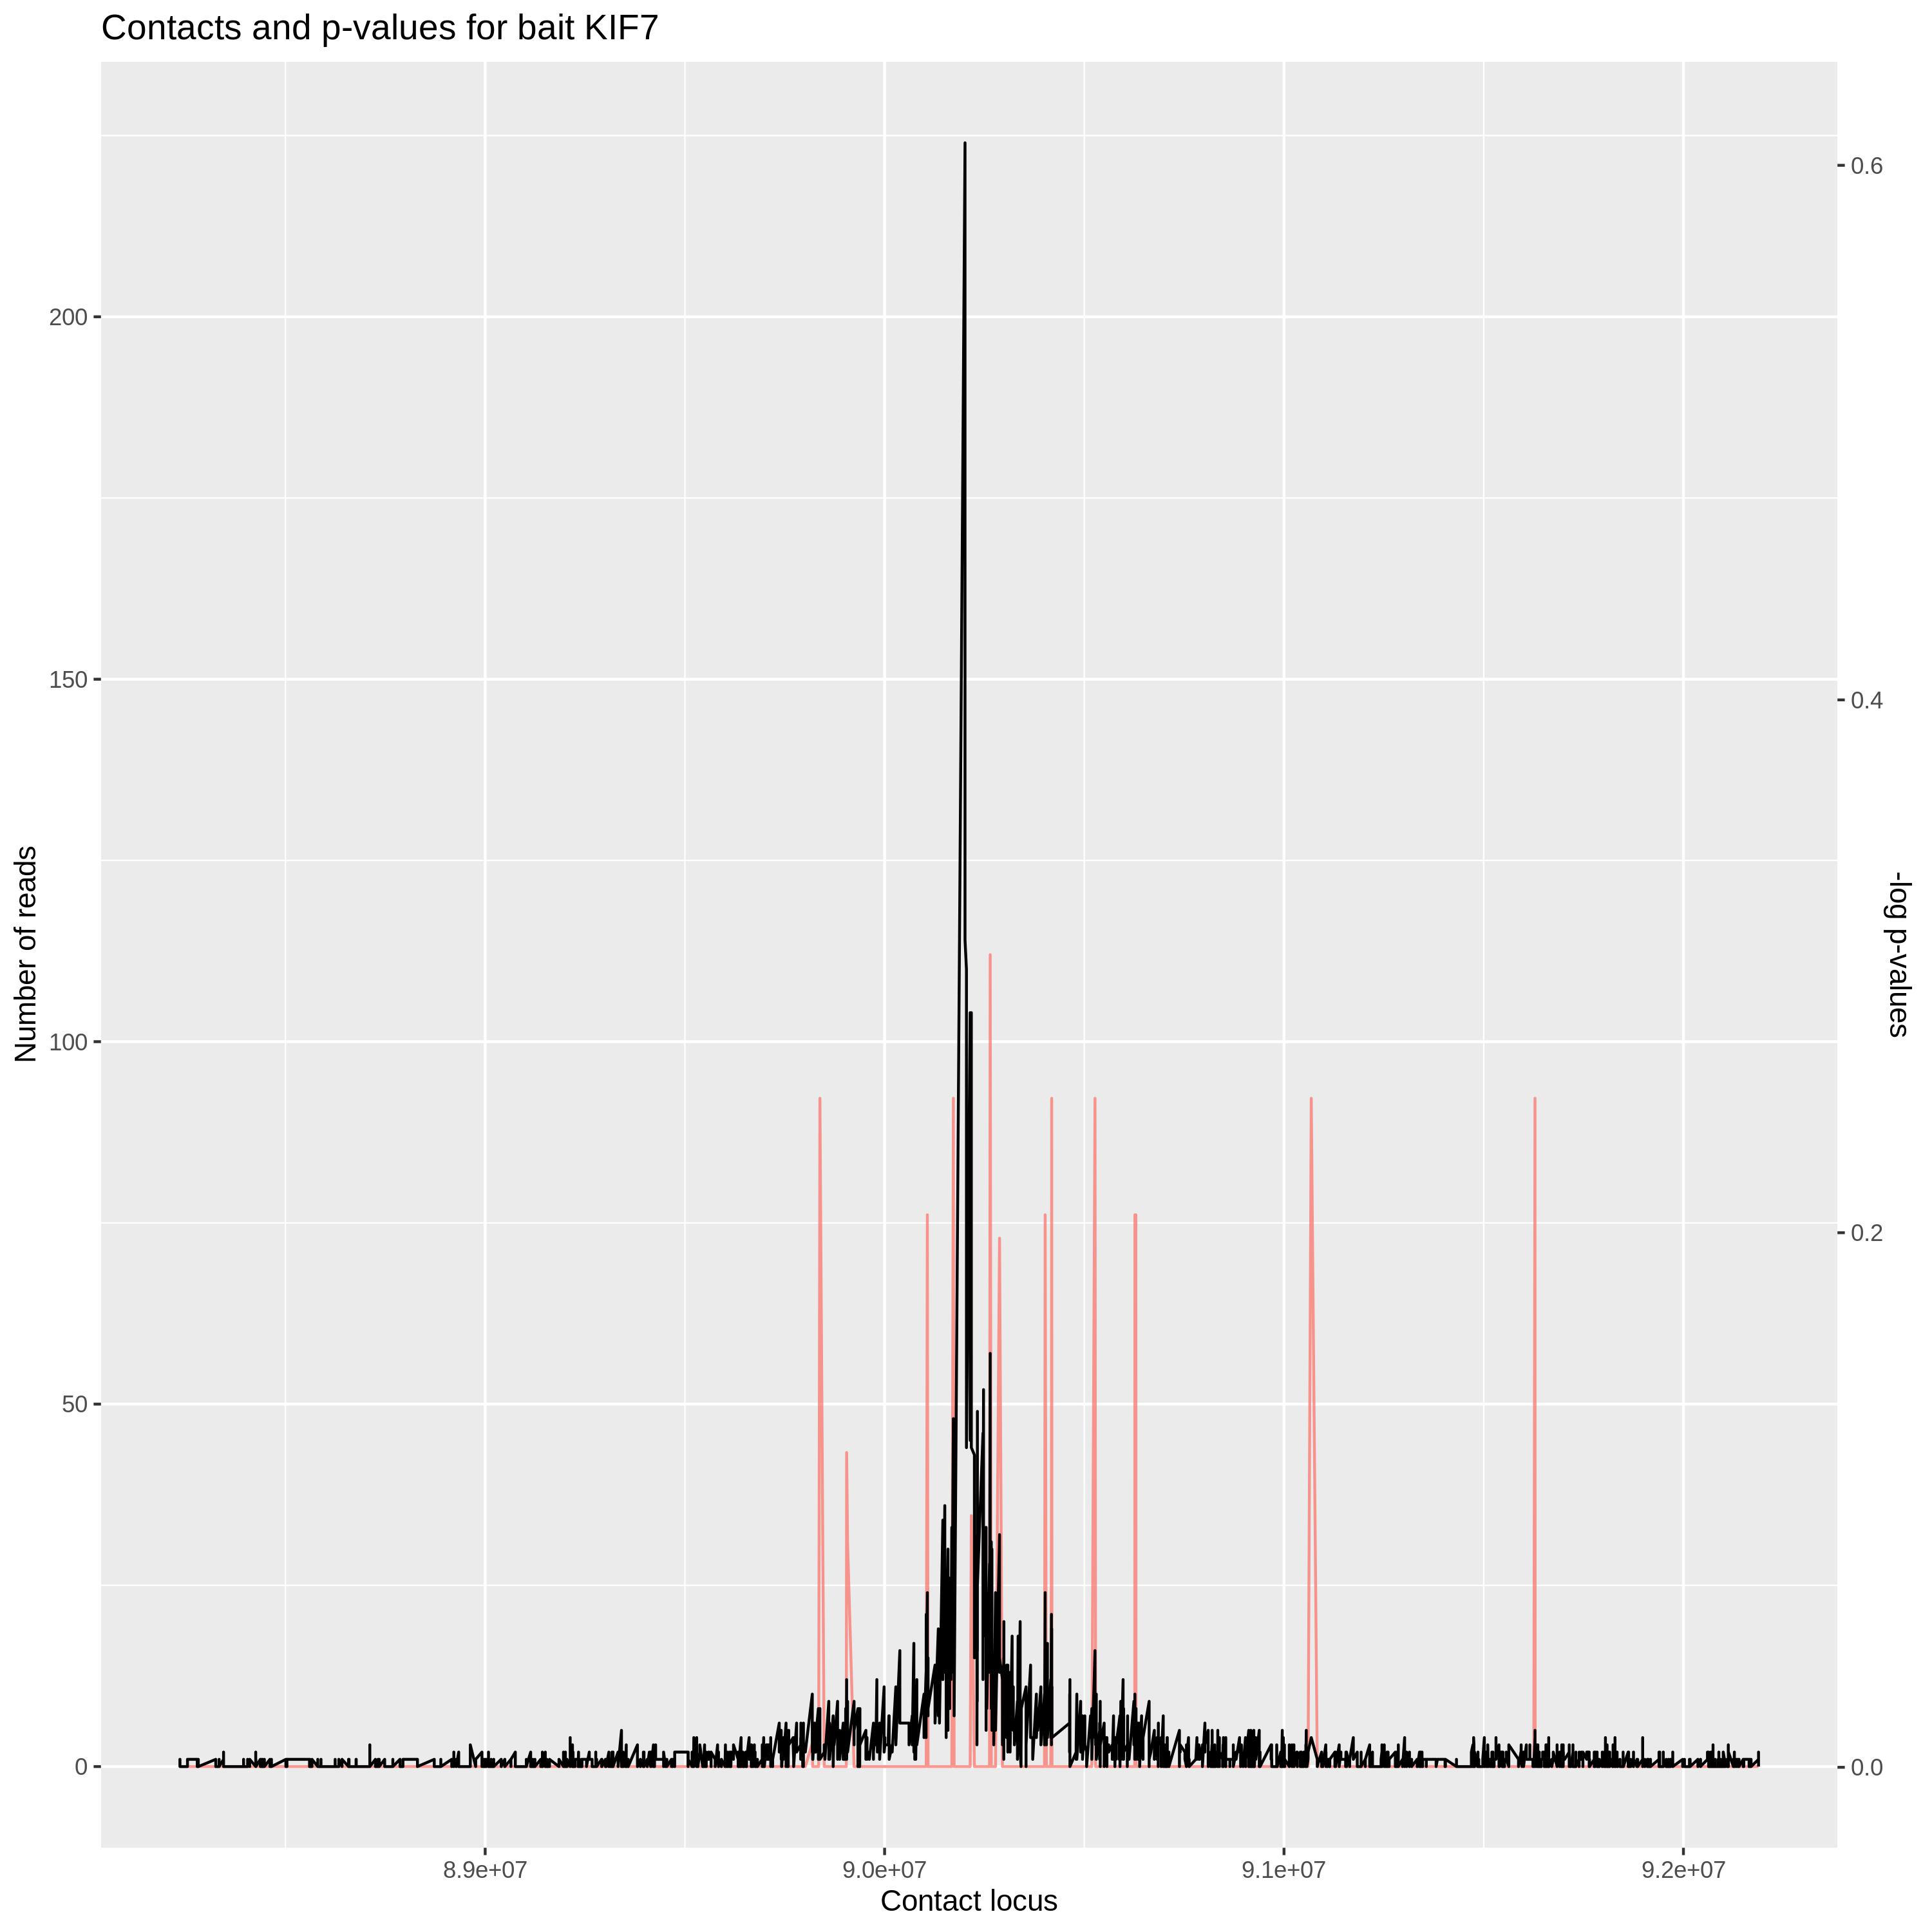 Contacts and p-values for bait KIF7
Number of reads
200
150
100
50
0
0.6
0.4
0.2
0.0
-log p-values
8.9e+07
9.0e+07
9.1e+07
9.2e+07
Contact locus